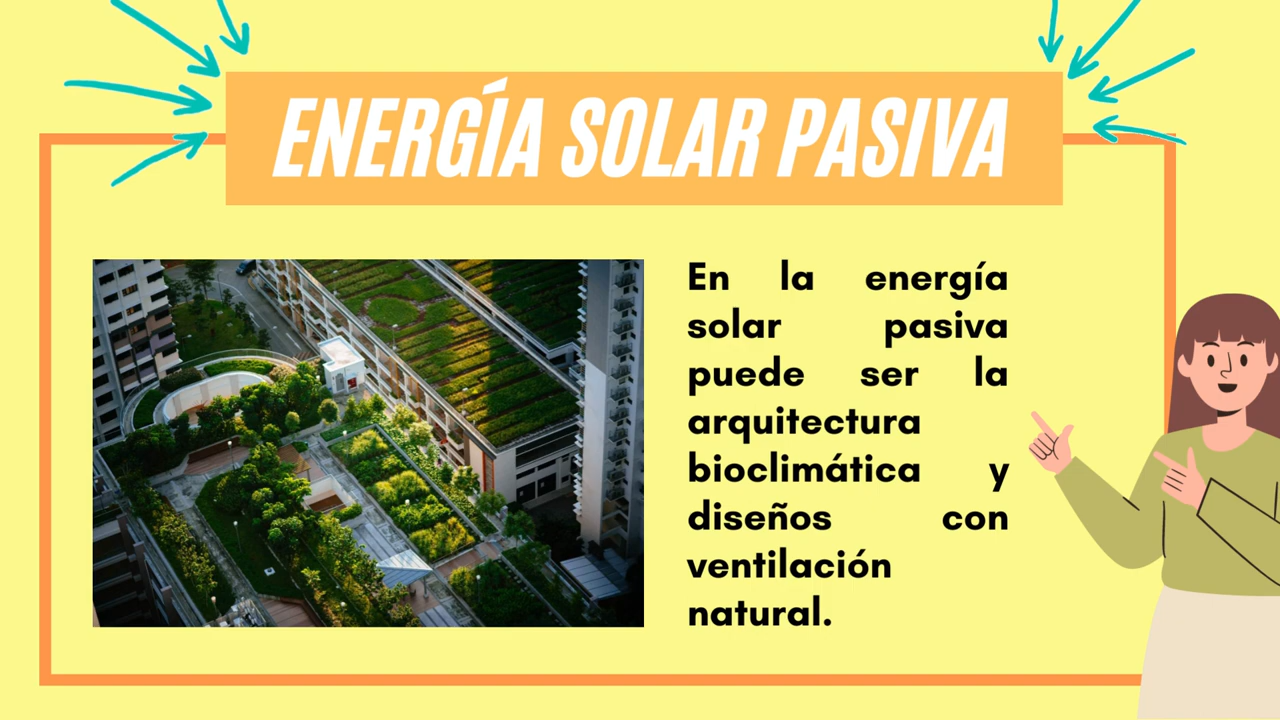 ENERGÍA SOLAR PASIVA
En la energía
solar pasiva
puede ser la
arquitectura
bioclimática y
diseños con
ventilación
natural.